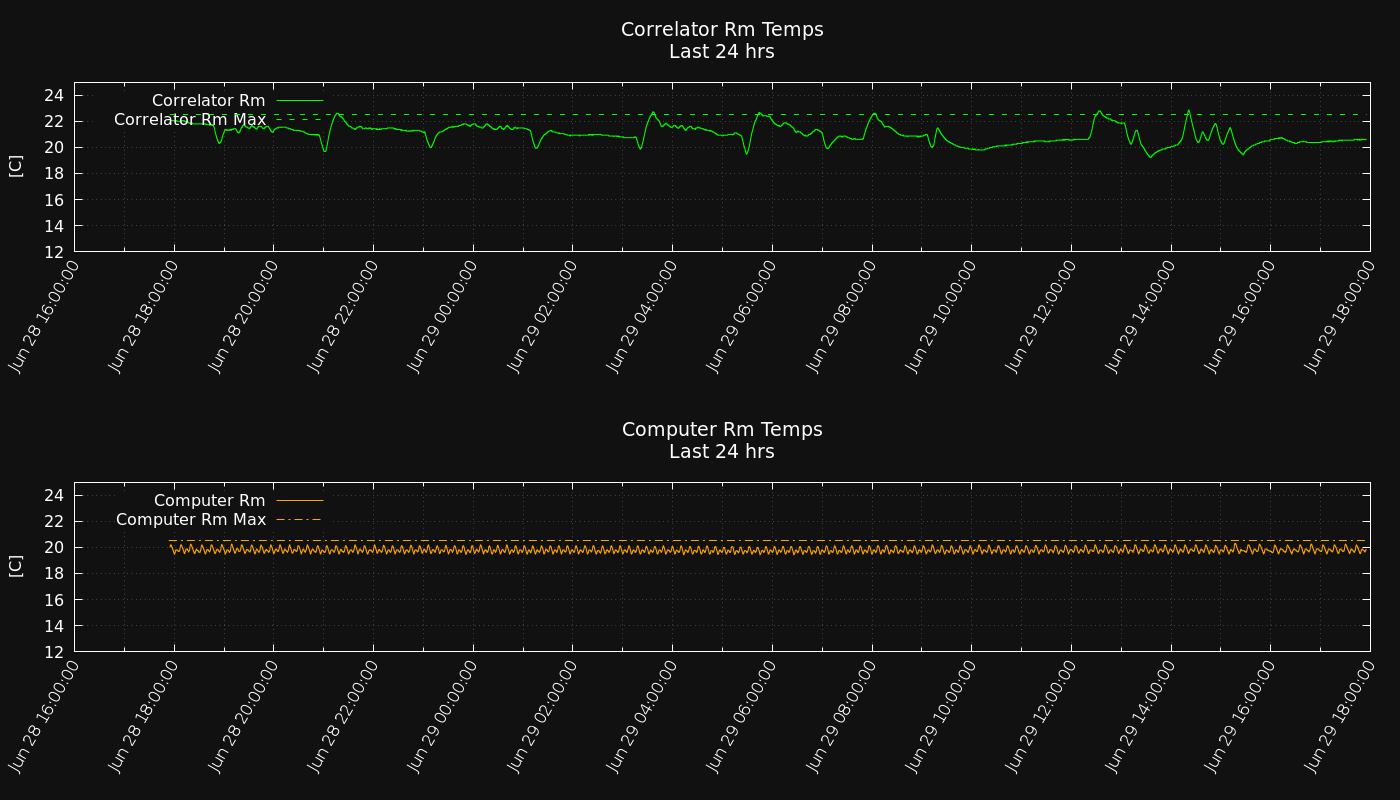 Correlator Rm Temps
Last 24 hrs
Correlator Rm
Correlator Rm Max
[C]
24
22
20
18
16
14
12
Jun 28 16:00:00
Jun 28 18:00:00
Jun 28 20:00:00
Jun 28 22:00:00
Jun 29 00:00:00
Jun 29 02:00:00
Jun 29 04:00:00
Jun 29 06:00:00
Jun 29 08:00:00
Jun 29 10:00:00
Jun 29 12:00:00
Jun 29 14:00:00
Jun 29 16:00:00
Jun 29 18:00:00
Computer Rm Temps
Last 24 hrs
Computer Rm
Computer Rm Max
[C]
24
22
20
18
16
14
12
Jun 28 16:00:00
Jun 28 18:00:00
Jun 28 20:00:00
Jun 28 22:00:00
Jun 29 00:00:00
Jun 29 02:00:00
Jun 29 04:00:00
Jun 29 06:00:00
Jun 29 08:00:00
Jun 29 10:00:00
Jun 29 12:00:00
Jun 29 14:00:00
Jun 29 16:00:00
Jun 29 18:00:00